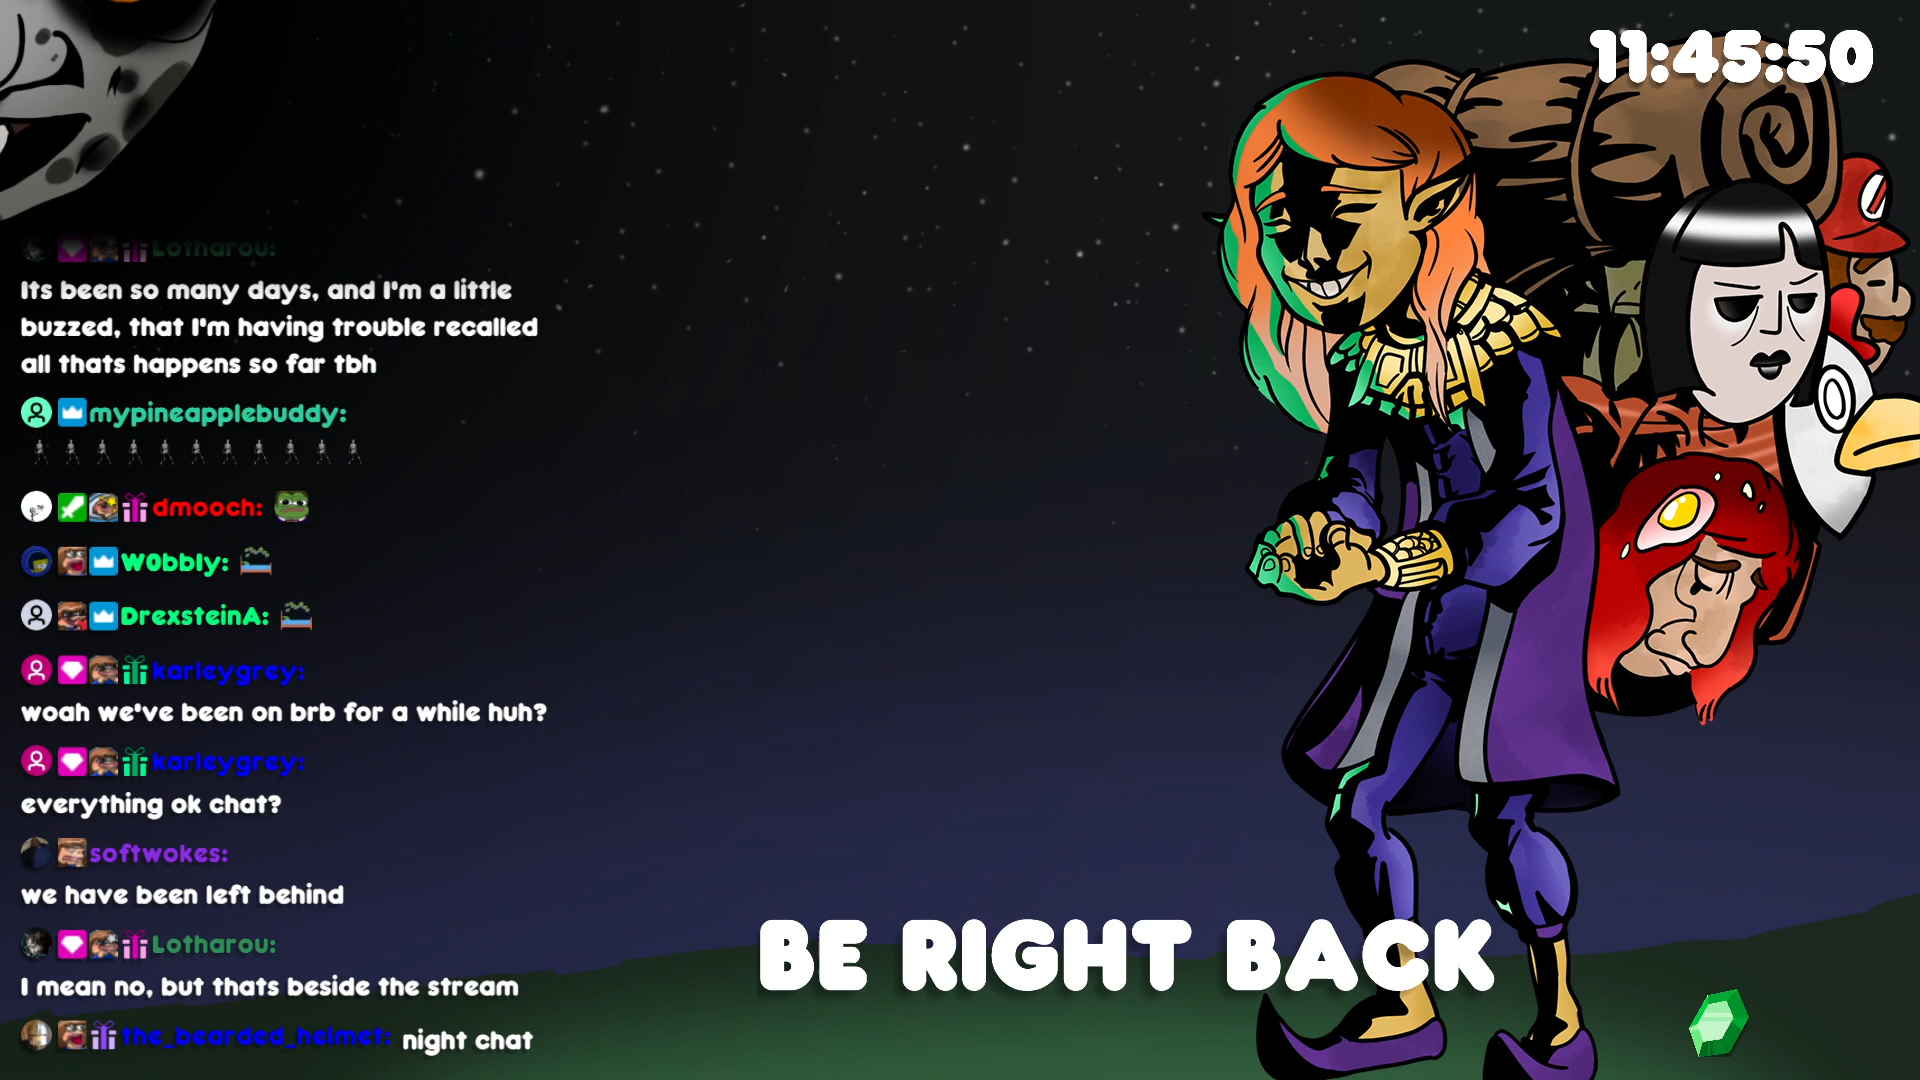 11:45:50
Lotharou:
Its been so many days, and I'm a little
buzzed, that I'm having trouble recalled
all thats happens so far tbh
mypineapplebuddy:
dmooch:
W0bbly:
DrexsteinA:
karleygrey:
woah we've been on brb for a while huh?
karleygrey:
everything ok chat?
softwokes:
we have been left behind
Lotharou:
I mean no, but thats beside the stream
the_bearded_helmet: night chat
BE RIGHT BACK